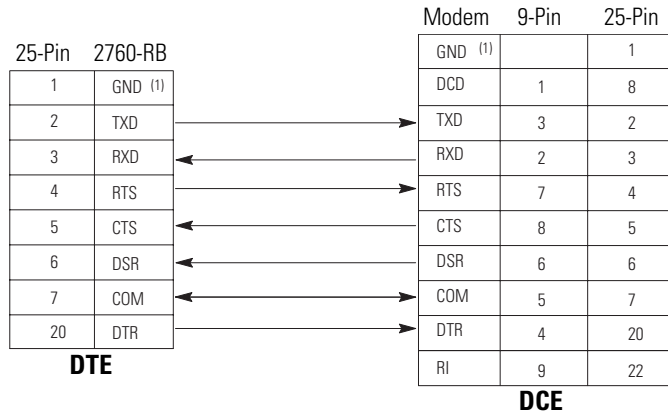 Modem 9-Pin 25-Pin
GND (1) 1
DCD 1 8
TXD 3 2
RXD 2 3
RTS 7 4
CTS 8 5
DSR 6 6
COM 5 7
DTR 4 20
RI 9 22
DCE
25-Pin 2760-RB
1 GND (1)
2 TXD
3 RXD
4 RTS
5 CTS
6 DSR
7 COM
20 DTR
DTE